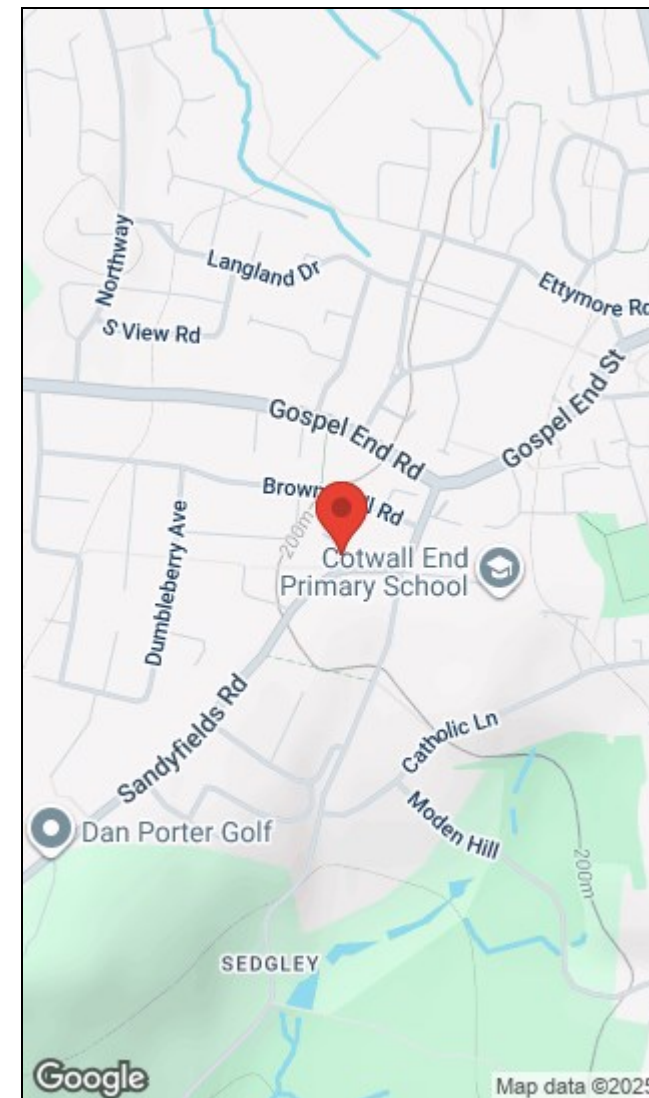 Northway
Langland Dr
S View Rd
Ettymore Rd
Gospel End Rd
Gospel End St
Rd
200m
Cotwall End
Primary School
Dumbleberry Ave
Sandyfields Rd
Catholic Ln
Moden Hill
Dan Porter Golf
200m
SEDGLEY
Google
Map data ©2025